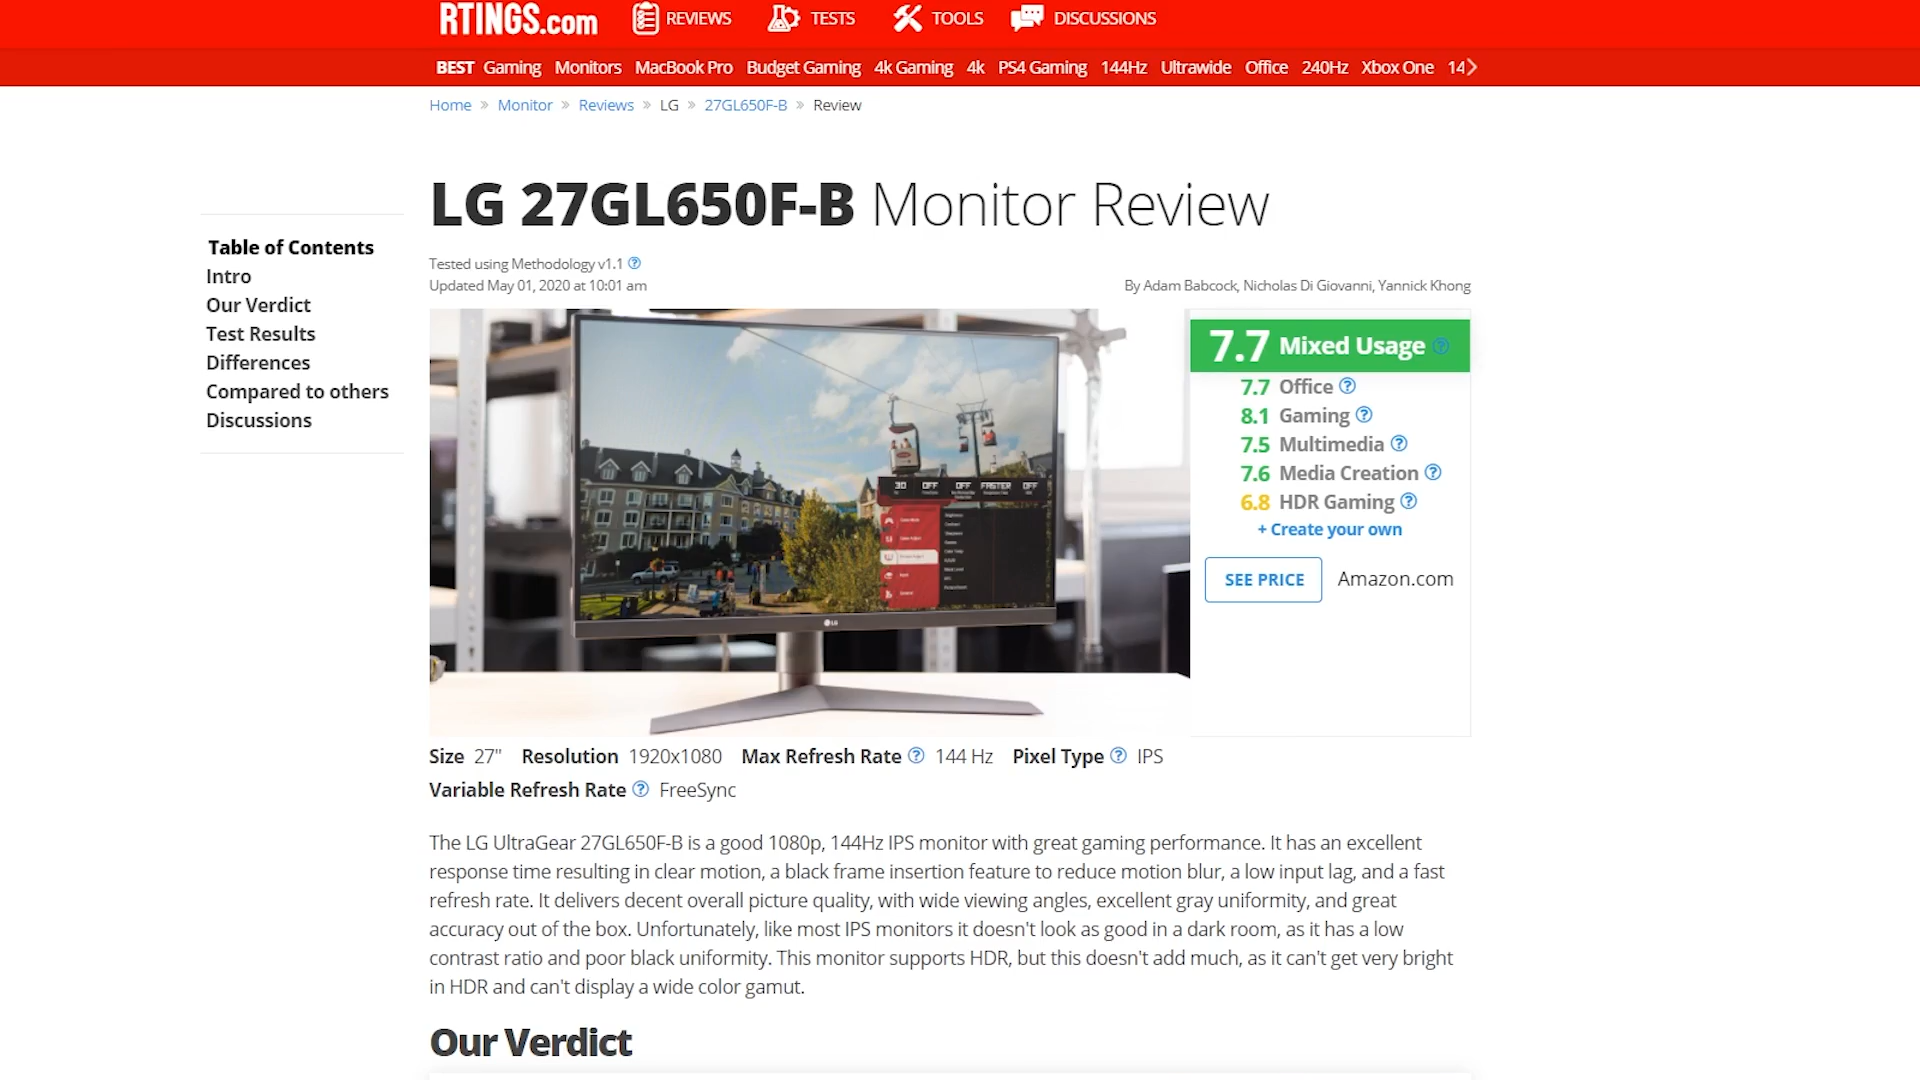 RTINGS.com REVIEWS TESTS TOOLS DISCUSSIONS
BEST Gaming Monitors MacBook Pro Budget Gaming 4k Gaming 4k PS4 Gaming 144Hz Ultrawide Office 240Hz Xbox One 14
Home » Monitor » Reviews » LG » 27GL650F-B » Review
LG 27GL650F-B Monitor Review
Table of Contents
Intro
Our Verdict
Test Results
Differences
Compared to others
Discussions
Tested using Methodology v1.1
Updated May 01, 2020 at 10:01 am
By Adam Babcock, Nicholas Di Giovanni, Yannick Khong
30 OFF OFF FASTER OFF
LG
7.7 Mixed Usage
7.7 Office
8.1 Gaming
7.5 Multimedia
7.6 Media Creation
6.8 HDR Gaming
+ Create your own
SEE PRICE Amazon.com
Size 27" Resolution 1920x1080 Max Refresh Rate 144 Hz Pixel Type IPS
Variable Refresh Rate FreeSync
The LG UltraGear 27GL650F-B is a good 1080p, 144Hz IPS monitor with great gaming performance. It has an excellent
response time resulting in clear motion, a black frame insertion feature to reduce motion blur, a low input lag, and a fast
refresh rate. It delivers decent overall picture quality, with wide viewing angles, excellent gray uniformity, and great
accuracy out of the box. Unfortunately, like most IPS monitors it doesn't look as good in a dark room, as it has a low
contrast ratio and poor black uniformity. This monitor supports HDR, but this doesn't add much, as it can't get very bright
in HDR and can't display a wide color gamut.
Our Verdict